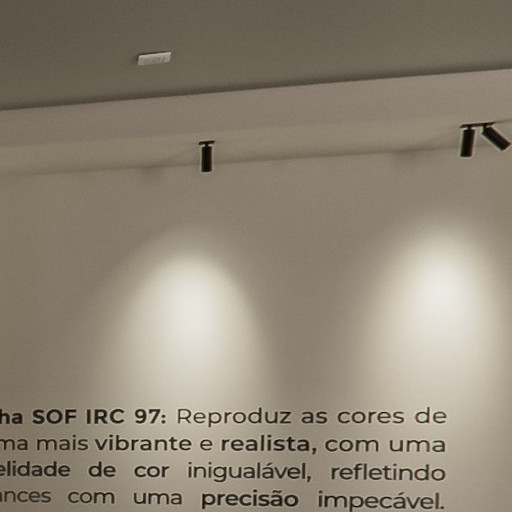 ha SOF IRC 97: Reproduz as cores de
ma mais vibrante e realista, com uma
elidade de cor inigualável, refletindo
ances com uma precisão impecável.